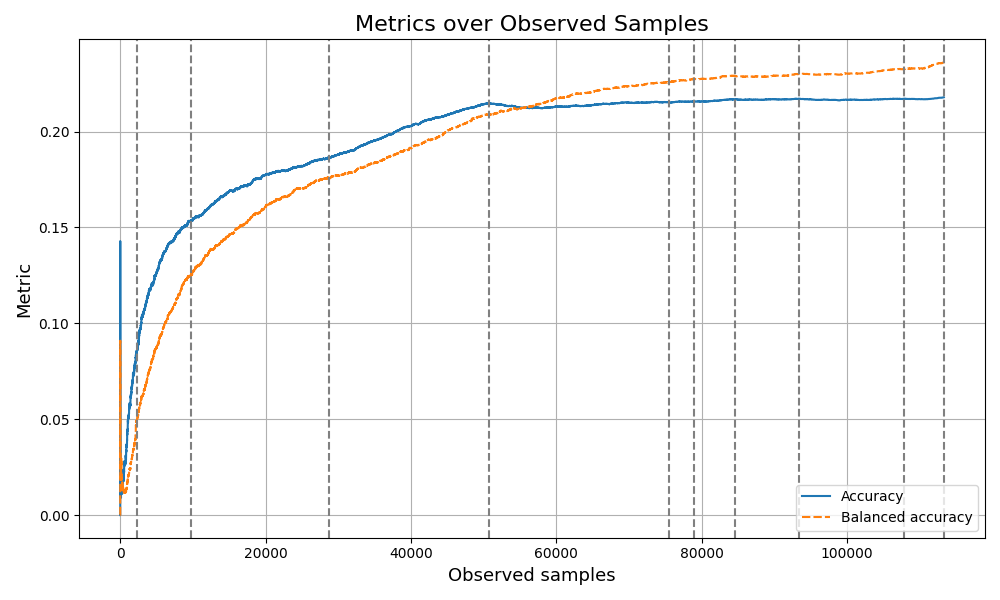 Metrics over Observed Samples
Metric
0.20
0.15
0.10
0.05
0.00
0 20000 40000 60000 80000 100000
Observed samples
Accuracy
Balanced accuracy